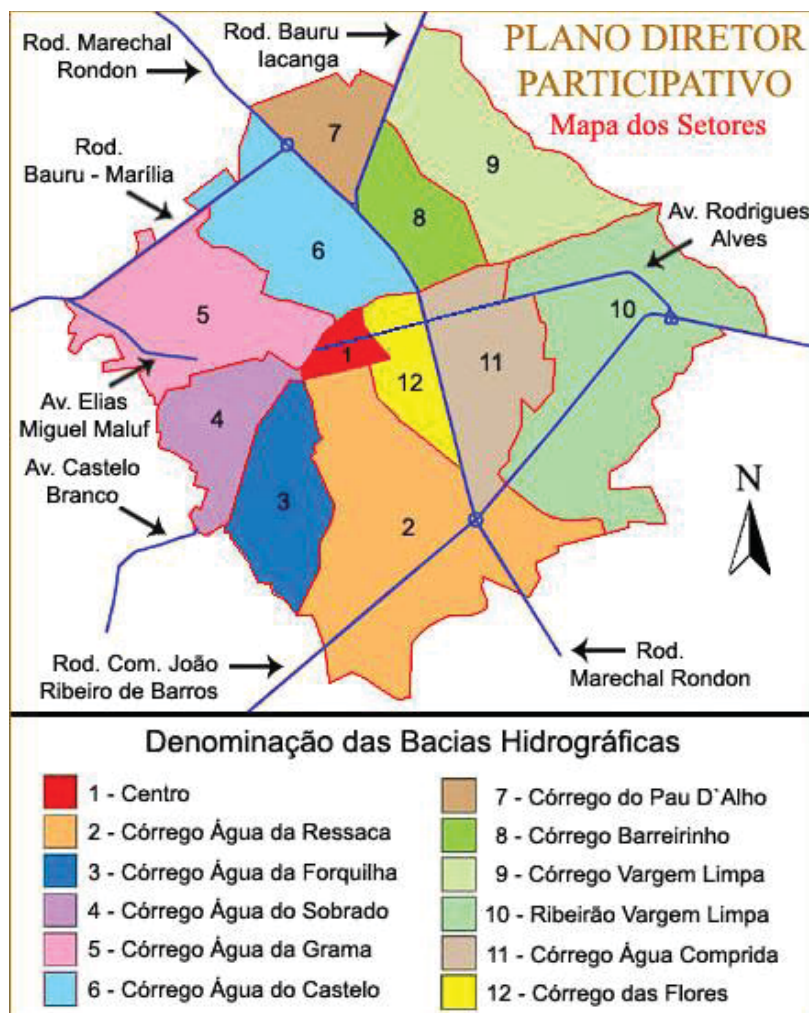 PLANO DIRETOR
PARTICIPATIVO
Mapa dos Setores
Rod. Marechal
Rondon
Rod. Bauru
Iacanga
Rod.
Bauru - Marília
Av. Rodrigues
Alves
7
9
8
6
5
10
1
11
12
4
Av. Elias
Miguel Maluf
Av. Castelo
Branco
3
2
N
Rod. Com. João
Ribeiro de Barros
Rod.
Marechal Rondon
Denominação das Bacias Hidrográficas
1 - Centro
2 - Córrego Água da Ressaca
3 - Córrego Água da Forquilha
4 - Córrego Água do Sobrado
5 - Córrego Água da Grama
6 - Córrego Água do Castelo
7 - Córrego do Pau D`Alho
8 - Córrego Barreirinho
9 - Córrego Vargem Limpa
10 - Ribeirão Vargem Limpa
11 - Córrego Água Comprida
12 - Córrego das Flores